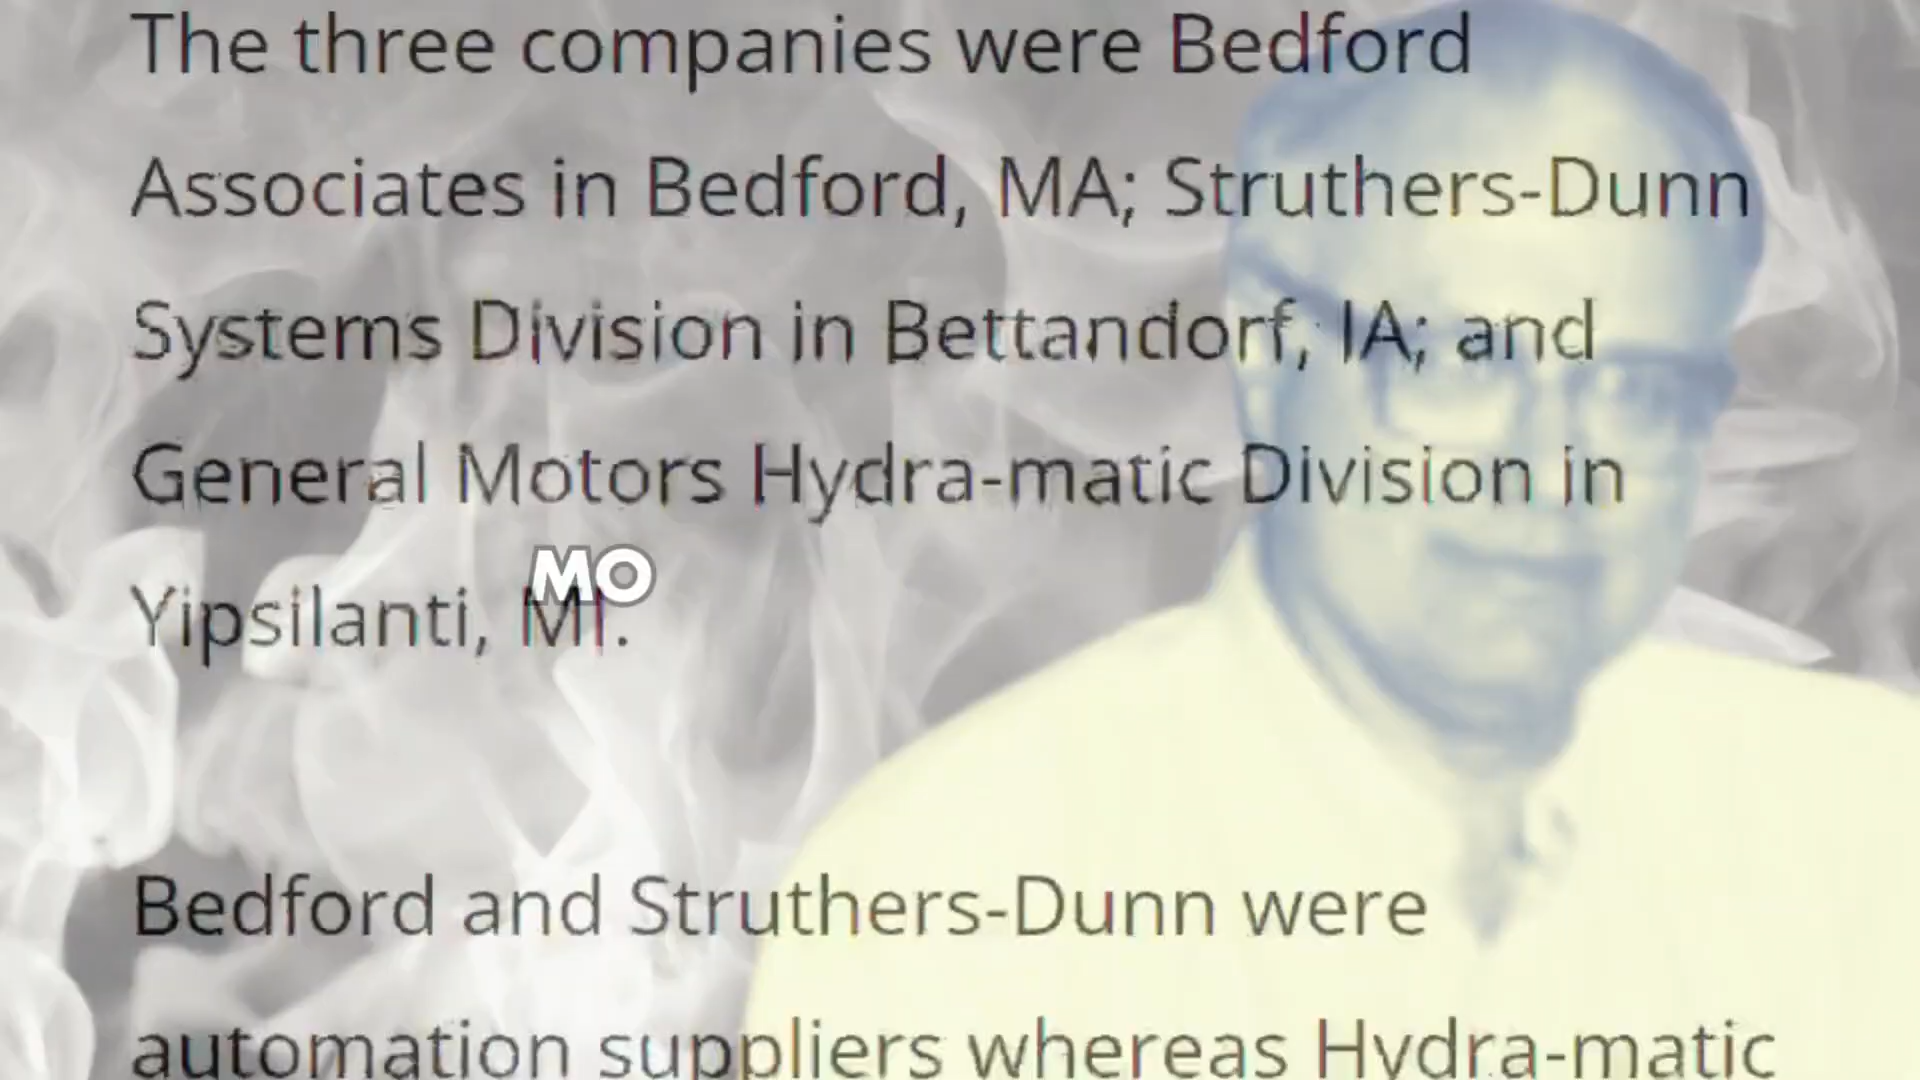 The three companies were Bedford
Associates in Bedford, MA; Struthers-Dunn
Systems Division in Bettandorf, IA; and
General Motors Hydra-matic Division in
MO
Yipsilanti, MI.
Bedford and Struthers-Dunn were
automation suppliers whereas Hydra-matic